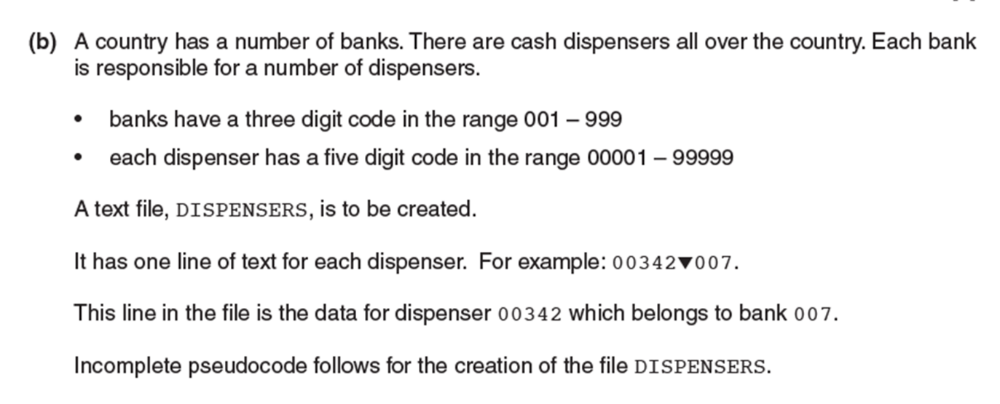 (b) A country has a number of banks. There are cash dispensers all over the country. Each bank
is responsible for a number of dispensers.
• banks have a three digit code in the range 001 – 999
• each dispenser has a five digit code in the range 00001 – 99999
A text file, DISPENSERS, is to be created.
It has one line of text for each dispenser. For example: 00342▼007.
This line in the file is the data for dispenser 00342 which belongs to bank 007.
Incomplete pseudocode follows for the creation of the file DISPENSERS.